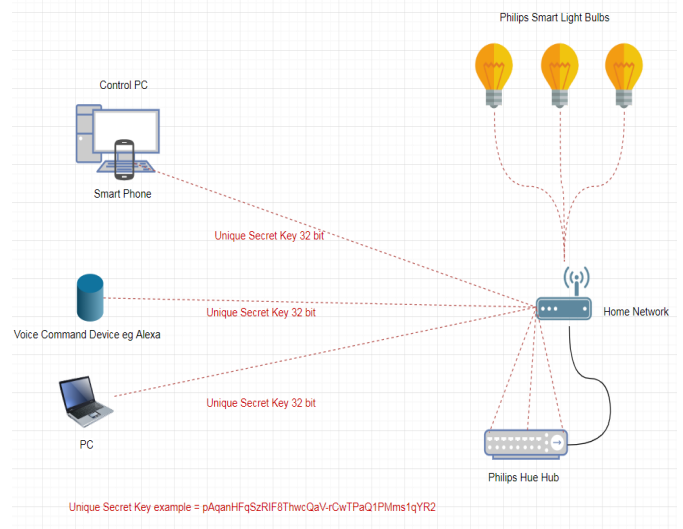 Philips Smart Light Bulbs
Control PC
Smart Phone
Unique Secret Key 32 bit
Unique Secret Key 32 bit
Home Network
Voice Command Device eg Alexa
Unique Secret Key 32 bit
PC
Philips Hue Hub
Unique Secret Key example = pAqanHFqSzRIF8ThwcQaV-rCwTPaQ1PMms1qYR2